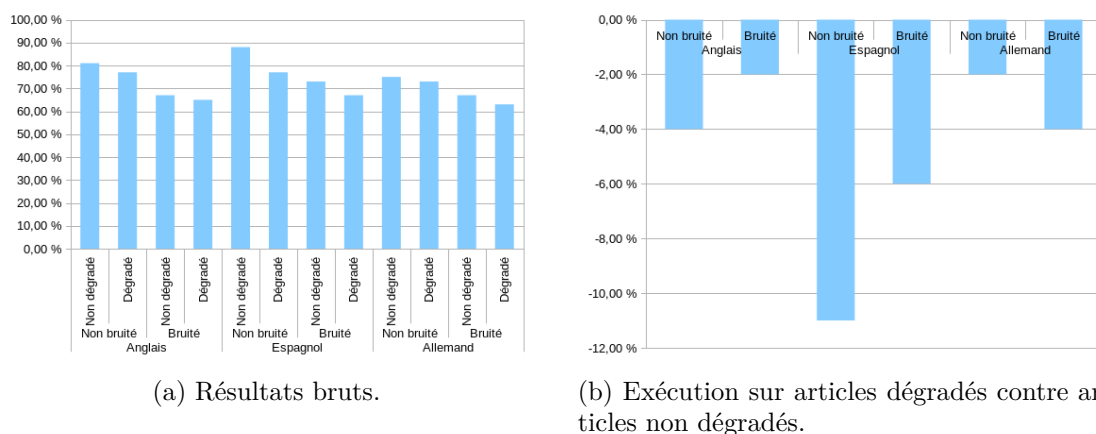 100,00 %
90,00 %
80,00 %
70,00 %
60,00 %
50,00 %
40,00 %
30,00 %
20,00 %
10,00 %
0,00 %
Non dégradé
Dégradé
Non dégradé
Dégradé
Non dégradé
Dégradé
Non dégradé
Dégradé
Non dégradé
Dégradé
Non dégradé
Dégradé
Non bruité Bruité Non bruité Bruité Non bruité Bruité
Anglais Espagnol Allemand
(a) Résultats bruts.
0,00 %
-2,00 %
-4,00 %
-6,00 %
-8,00 %
-10,00 %
-12,00 %
Non bruité Bruité Non bruité Bruité Non bruité Bruité
Anglais Espagnol Allemand
(b) Exécution sur articles dégradés contre ar
ticles non dégradés.